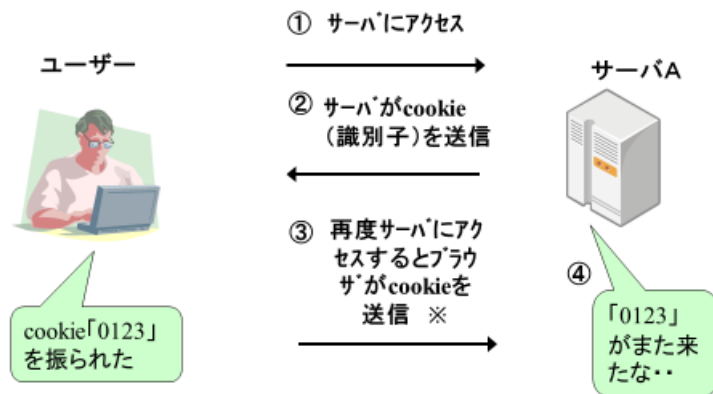 ① ｻｰﾊﾞにアクセス
ユーザー
サーバA
② ｻｰﾊﾞがcookie
（識別子）を送信
③ 再度ｻｰﾊﾞにアク
ｾｽするとﾌﾞﾗｳ
ｻﾞがcookieを
送信 ※
④
cookie「0123」
を振られた
「0123」
がまた来
たな・・